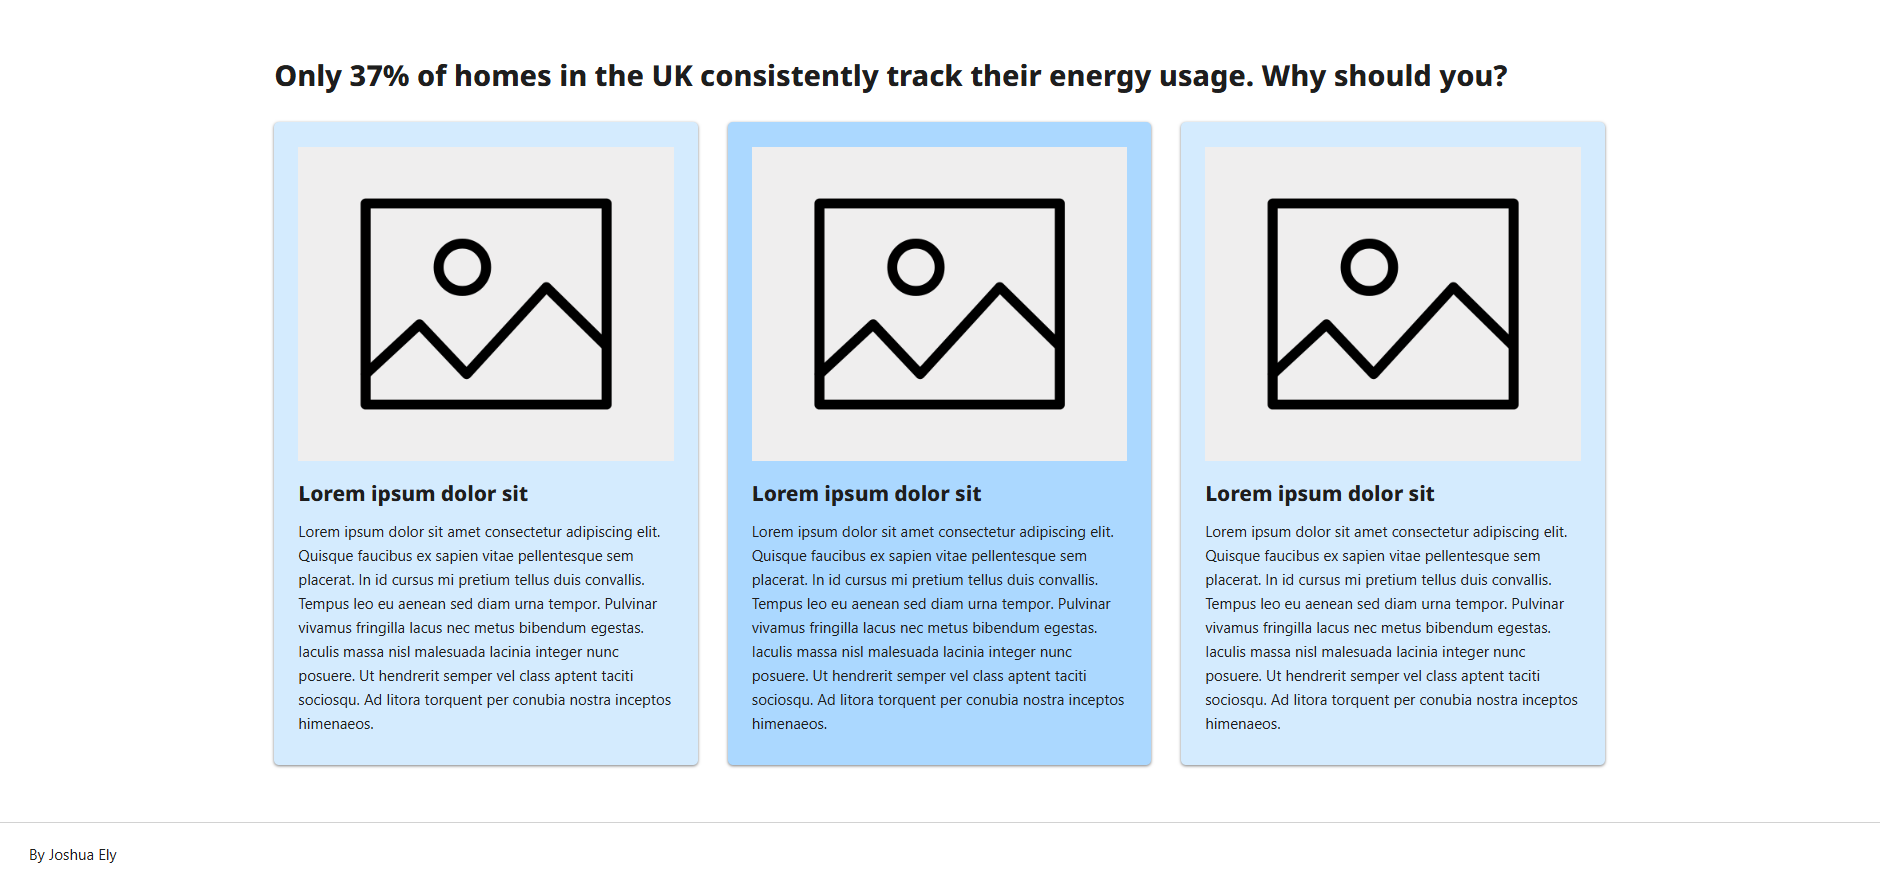 Only 37% of homes in the UK consistently track their energy usage. Why should you?
Lorem ipsum dolor sit
Lorem ipsum dolor sit amet consectetur adipiscing elit.
Quisque faucibus ex sapien vitae pellentesque sem
placerat. In id cursus mi pretium tellus duis convallis.
Tempus leo eu aenean sed diam urna tempor. Pulvinar
vivamus fringilla lacus nec metus bibendum egestas.
Iaculis massa nisl malesuada lacinia integer nunc
posuere. Ut hendrerit semper vel class aptent taciti
sociosqu. Ad litora torquent per conubia nostra inceptos
himenaeos.
Lorem ipsum dolor sit
Lorem ipsum dolor sit amet consectetur adipiscing elit.
Quisque faucibus ex sapien vitae pellentesque sem
placerat. In id cursus mi pretium tellus duis convallis.
Tempus leo eu aenean sed diam urna tempor. Pulvinar
vivamus fringilla lacus nec metus bibendum egestas.
Iaculis massa nisl malesuada lacinia integer nunc
posuere. Ut hendrerit semper vel class aptent taciti
sociosqu. Ad litora torquent per conubia nostra inceptos
himenaeos.
Lorem ipsum dolor sit
Lorem ipsum dolor sit amet consectetur adipiscing elit.
Quisque faucibus ex sapien vitae pellentesque sem
placerat. In id cursus mi pretium tellus duis convallis.
Tempus leo eu aenean sed diam urna tempor. Pulvinar
vivamus fringilla lacus nec metus bibendum egestas.
Iaculis massa nisl malesuada lacinia integer nunc
posuere. Ut hendrerit semper vel class aptent taciti
sociosqu. Ad litora torquent per conubia nostra inceptos
himenaeos.
By Joshua Ely